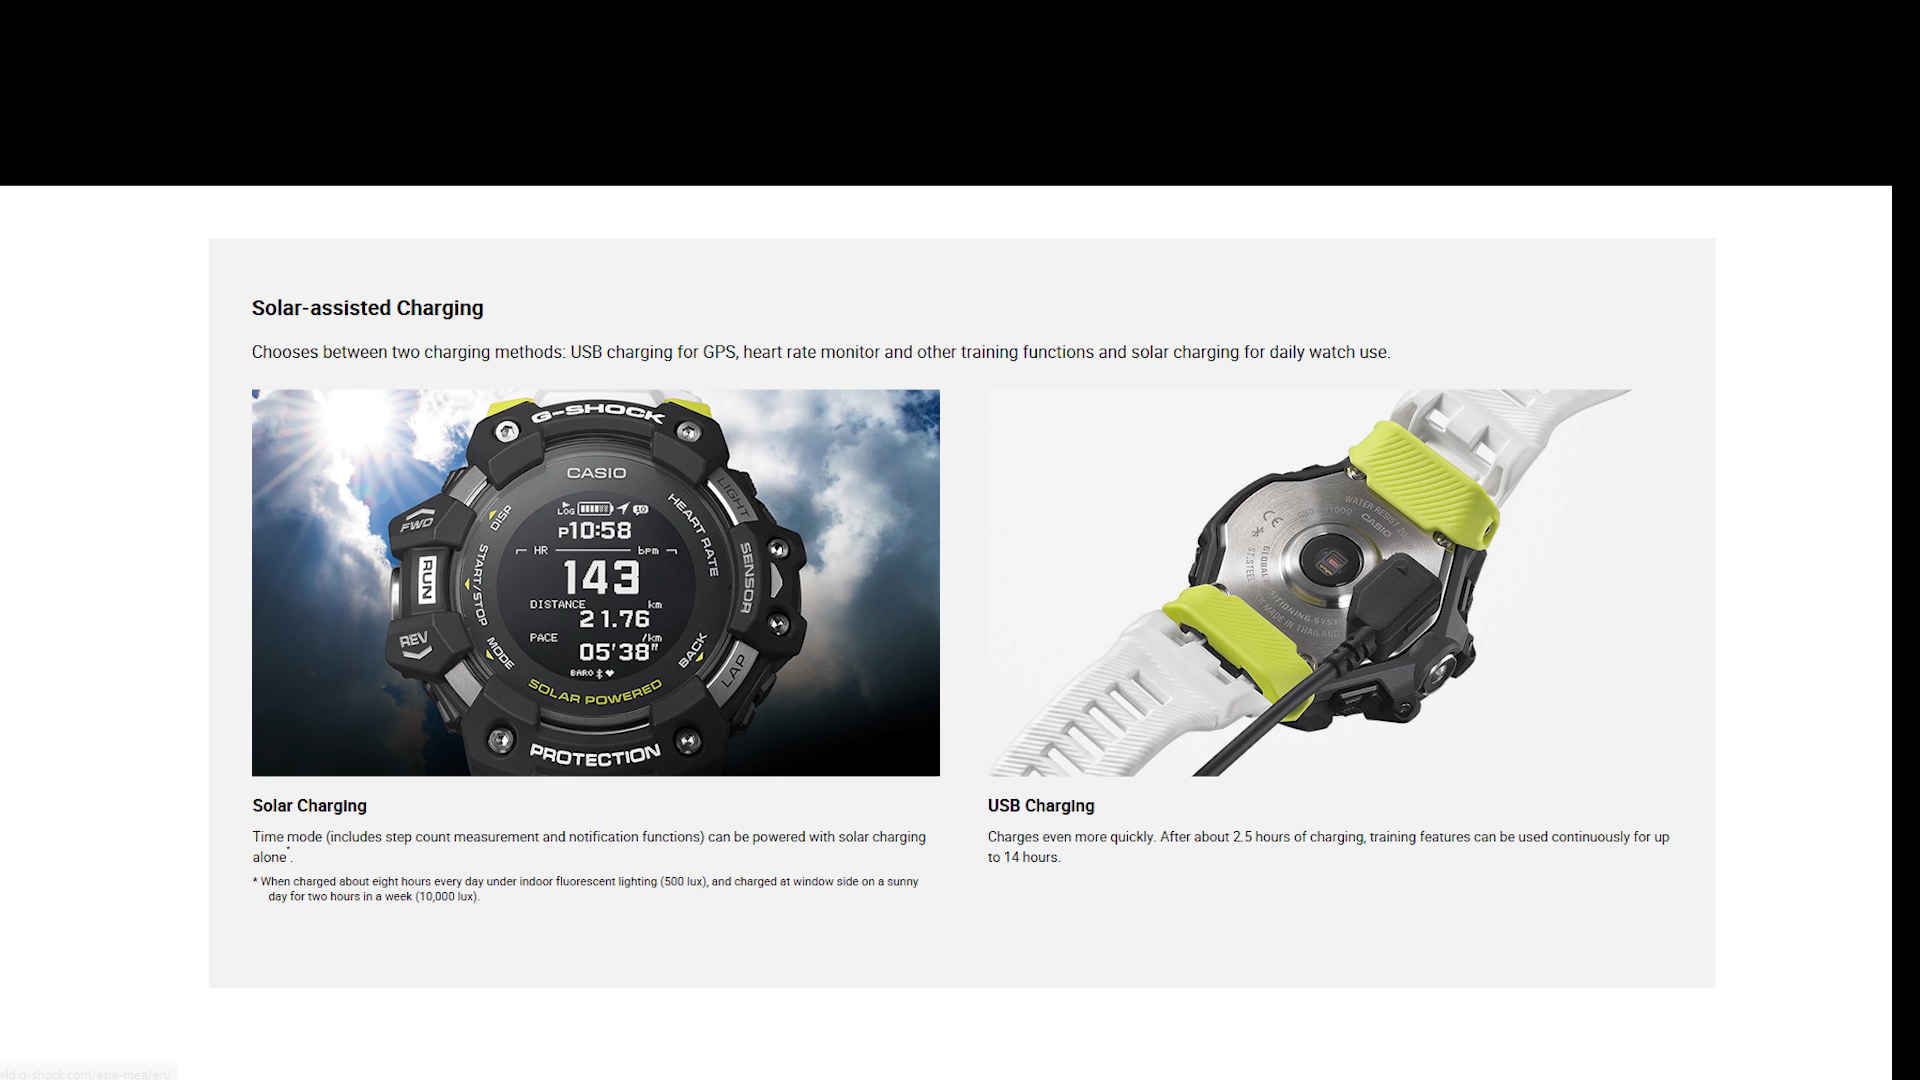 Solar-assisted Charging
Chooses between two charging methods: USB charging for GPS, heart rate monitor and other training functions and solar charging for daily watch use.
G-SHOCK
CASIO
LIGHT
HEART RATE
SENSOR
BACK
LAP
FWD
DISP
RUN
START/STOP
REV
MODE
LOG
P10:58
HR bpm
143
DISTANCE km
21.76
PACE /km
05'38"
BARO
SOLAR POWERED
PROTECTION
WATER RESIST
CASIO
ST.STEEL
MADE IN THAILAND
Solar Charging
Time mode (includes step count measurement and notification functions) can be powered with solar charging
alone*.
* When charged about eight hours every day under indoor fluorescent lighting (500 lux), and charged at window side on a sunny
day for two hours in a week (10,000 lux).
USB Charging
Charges even more quickly. After about 2.5 hours of charging, training features can be used continuously for up
to 14 hours.
rld.g-shock.com/asia-mea/en/